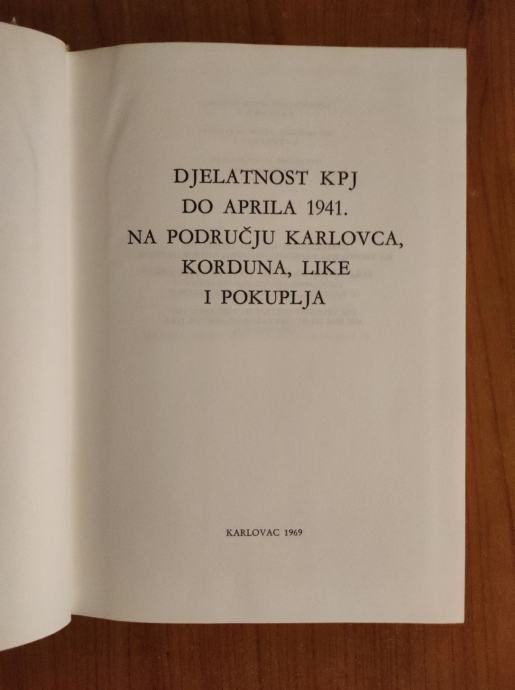 DJELATNOST KPJ
DO APRILA 1941.
NA PODRUČJU KARLOVCA,
KORDUNA, LIKE
I POKUPLJA
KARLOVAC 1969